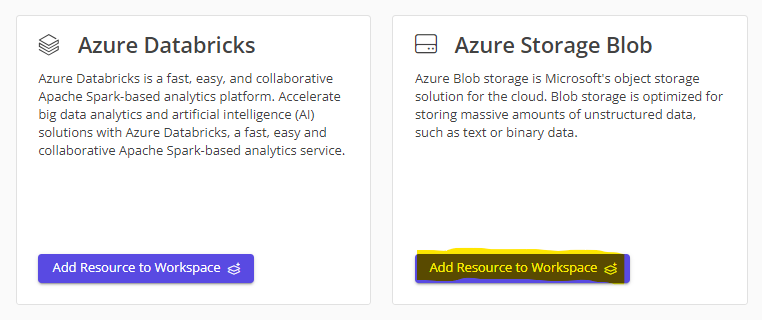 Azure Databricks
Azure Databricks is a fast, easy, and collaborative
Apache Spark-based analytics platform. Accelerate
big data analytics and artificial intelligence (AI)
solutions with Azure Databricks, a fast, easy and
collaborative Apache Spark-based analytics service.
Add Resource to Workspace
Azure Storage Blob
Azure Blob storage is Microsoft's object storage
solution for the cloud. Blob storage is optimized for
storing massive amounts of unstructured data,
such as text or binary data.
Add Resource to Workspace